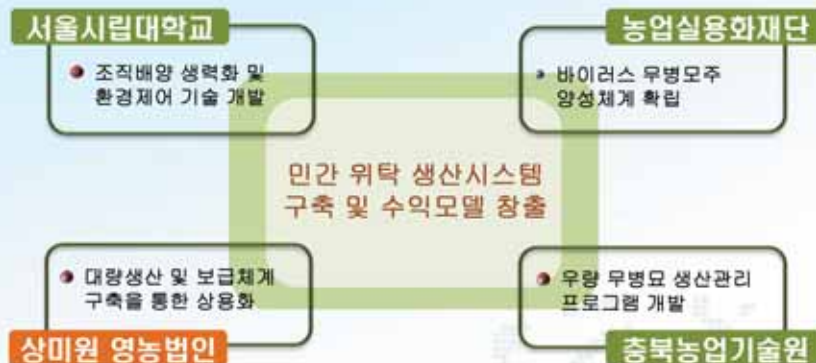 서울시립대학교
조직배양 생력화 및
환경제어 기술 개발
농업실용화재단
바이러스 무병모주
양성체계 확립
민간 위탁 생산시스템
구축 및 수익모델 창출
대량생산 및 보급체계
구축을 통한 상용화
상미원 영농법인
우량 무병묘 생산관리
프로그램 개발
충북농업기술원